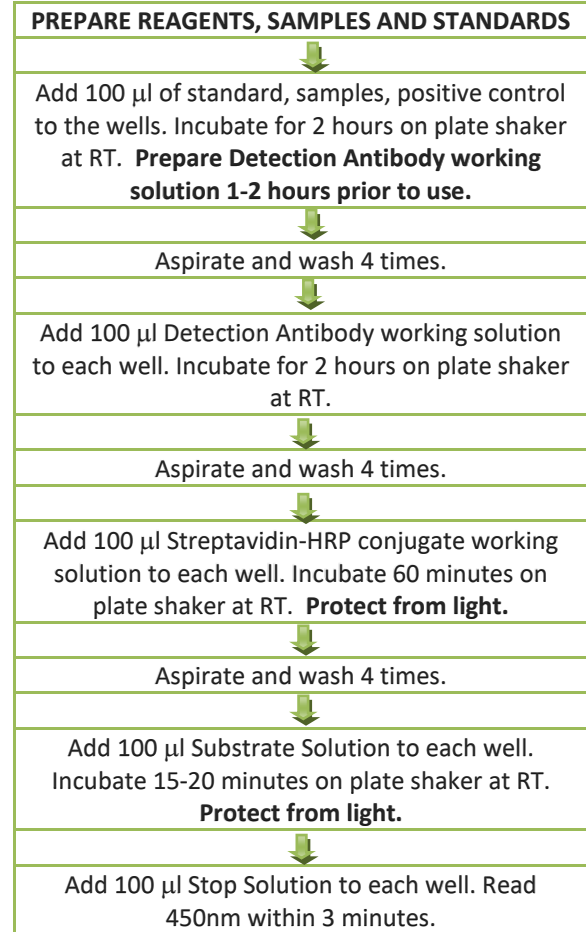 PREPARE REAGENTS, SAMPLES AND STANDARDS
Add 100 µl of standard, samples, positive control
to the wells. Incubate for 2 hours on plate shaker
at RT. Prepare Detection Antibody working
solution 1-2 hours prior to use.
Aspirate and wash 4 times.
Add 100 µl Detection Antibody working solution
to each well. Incubate for 2 hours on plate shaker
at RT.
Aspirate and wash 4 times.
Add 100 µl Streptavidin-HRP conjugate working
solution to each well. Incubate 60 minutes on
plate shaker at RT. Protect from light.
Aspirate and wash 4 times.
Add 100 µl Substrate Solution to each well.
Incubate 15-20 minutes on plate shaker at RT.
Protect from light.
Add 100 µl Stop Solution to each well. Read
450nm within 3 minutes.